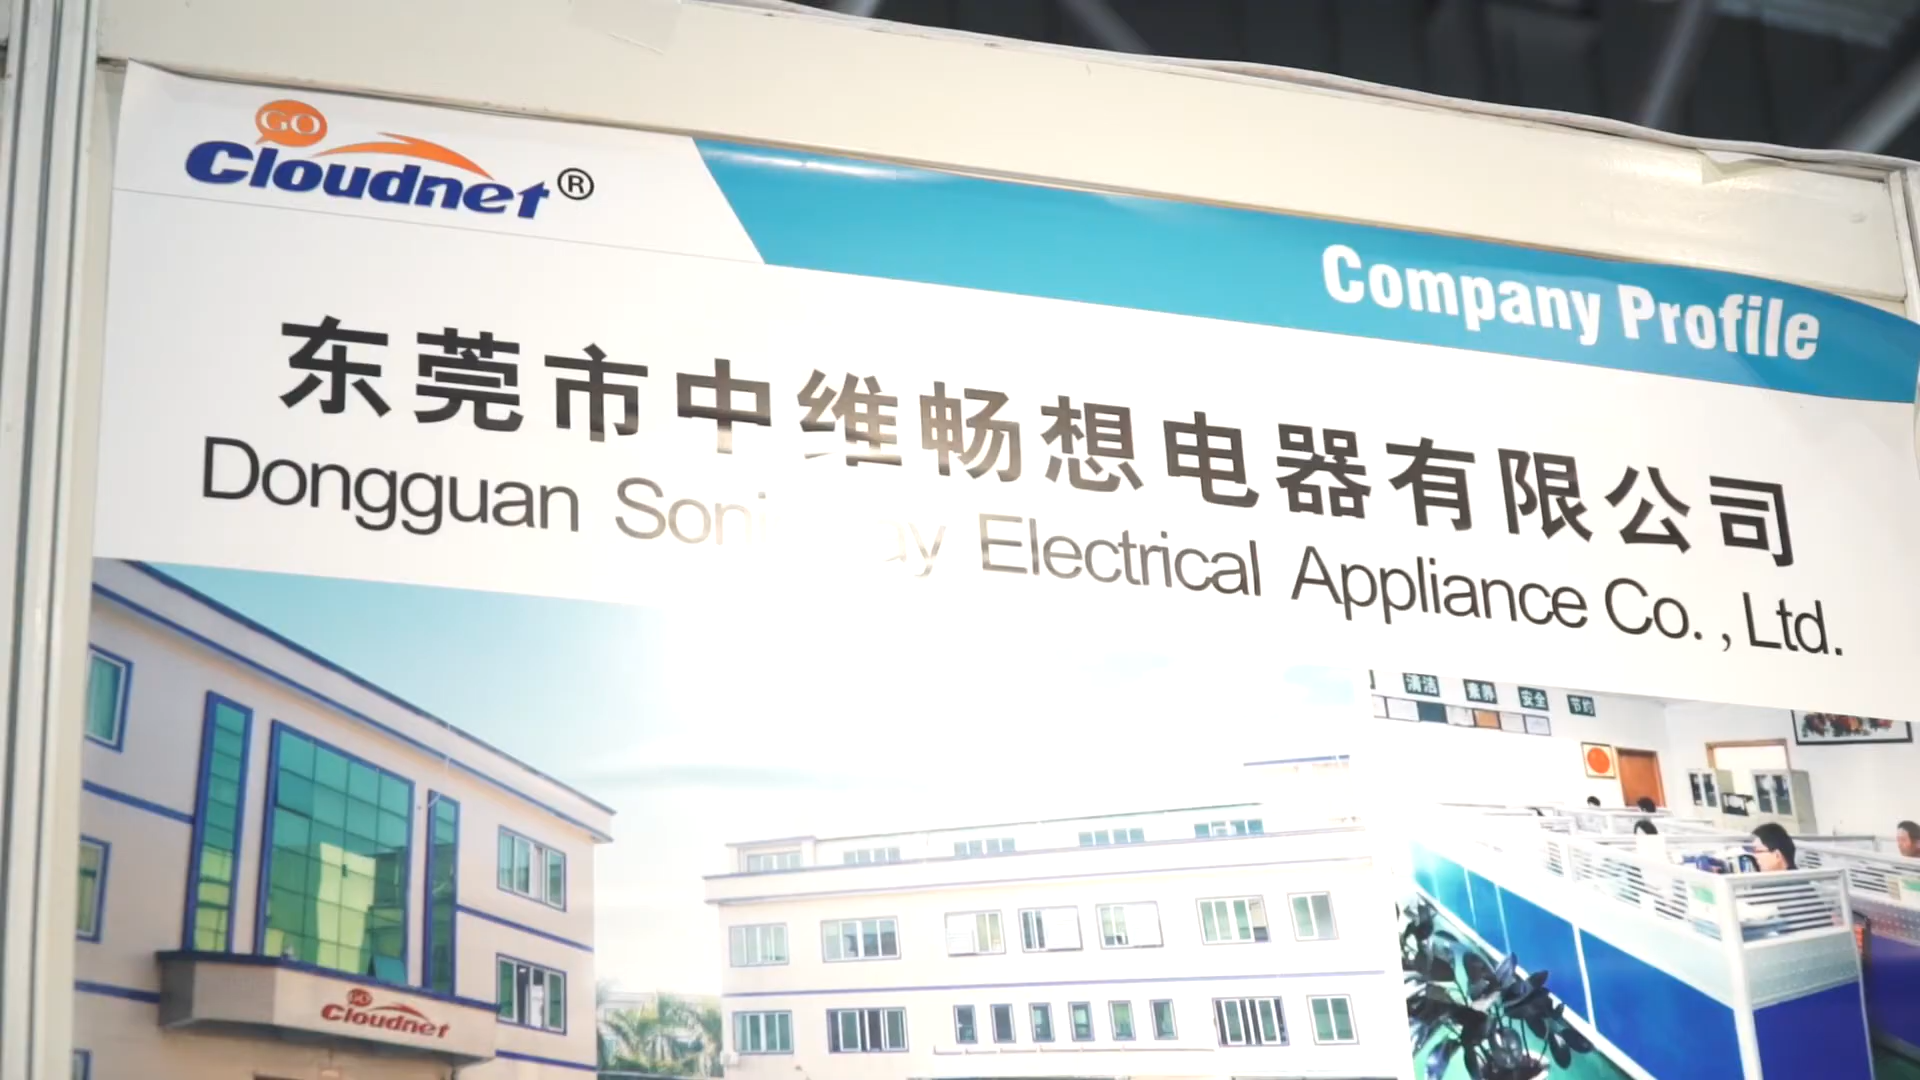 GO
Cloudnet®
Company Profile
东莞市中维畅想电器有限公司
Dongguan Electrical Appliance Co., Ltd.
清洁 素养 安全 节约
GO
Cloudnet